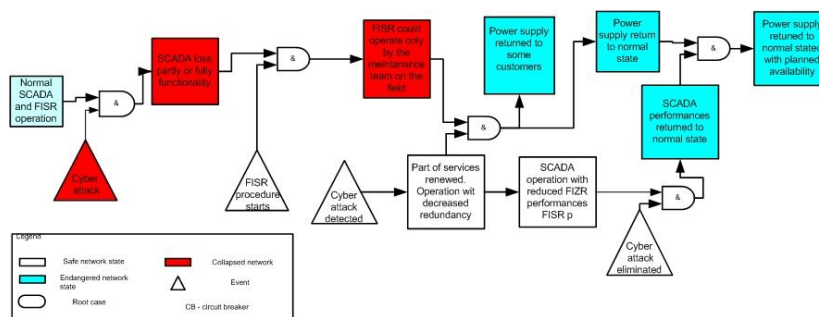 Normal
SCADA
and FISR
operation
&
Cyber
attack
SCADA loss
partly or fully
functionality
&
FISR
procedure
starts
FISR could
operate only
by the
meintanance
team on the
field
Power supply
returned to
some
customers
&
Cyber
attack
detected
Part of services
renewed.
Operation wit
decreased
redundancy
SCADA
operation with
reduced FIZR
performances
FISR p
Power
supply return
to normal
state
&
Power supply
retuned to
normal stated
with planned
availability
SCADA
performances
returned to
normal state
&
Cyber
attack
eliminated
Legend
Safe network state
Endangered network
state
Root case
Collapsed network
Event
CB - circuit breaker